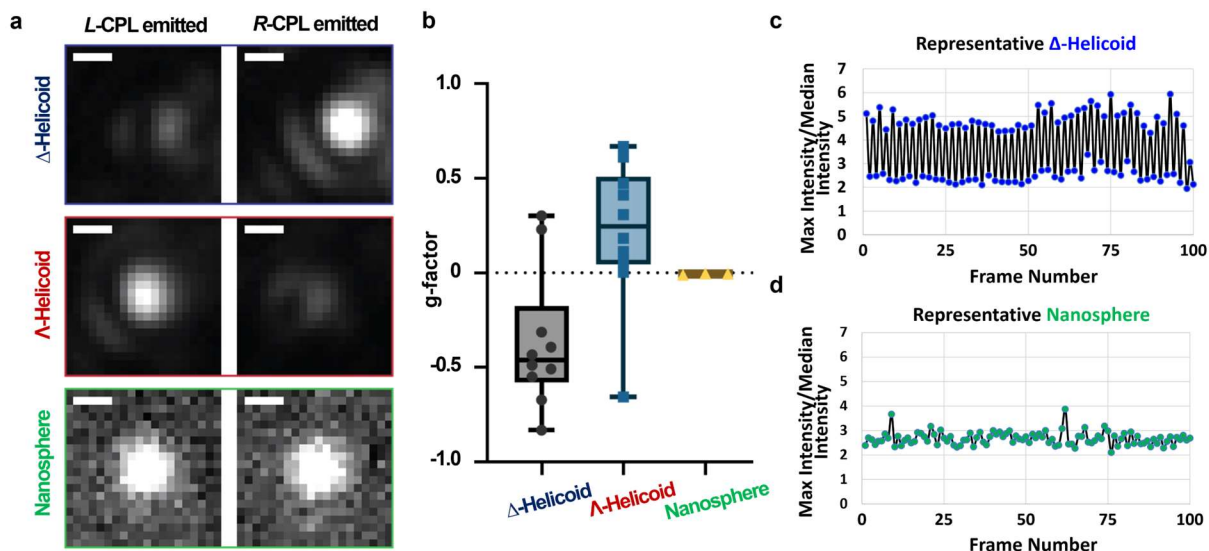 a
L-CPL emitted
R-CPL emitted
Δ-Helicoid
Λ-Helicoid
Nanosphere
b
g-factor
1.0
0.5
0
-0.5
-1.0
Δ-Helicoid
Λ-Helicoid
Nanosphere
c
Representative Δ-Helicoid
Max Intensity/Median
Intensity
7
6
5
4
3
2
1
0
0
25
50
75
100
Frame Number
d
Representative Nanosphere
Max Intensity/Median
Intensity
7
6
5
4
3
2
1
0
0
25
50
75
100
Frame Number